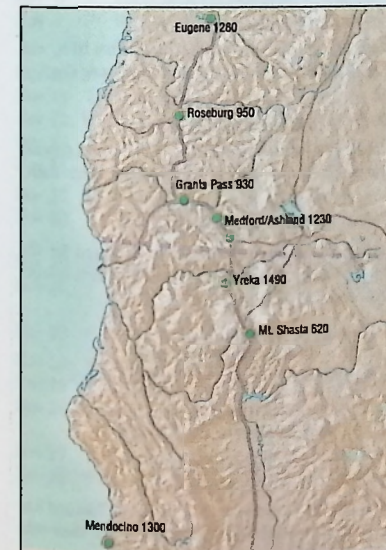 Eugene 1280
Roseburg 950
Grants Pass 930
Medford/Ashland 1230
Yreka 1490
Mt. Shasta 620
Mendocino 1300